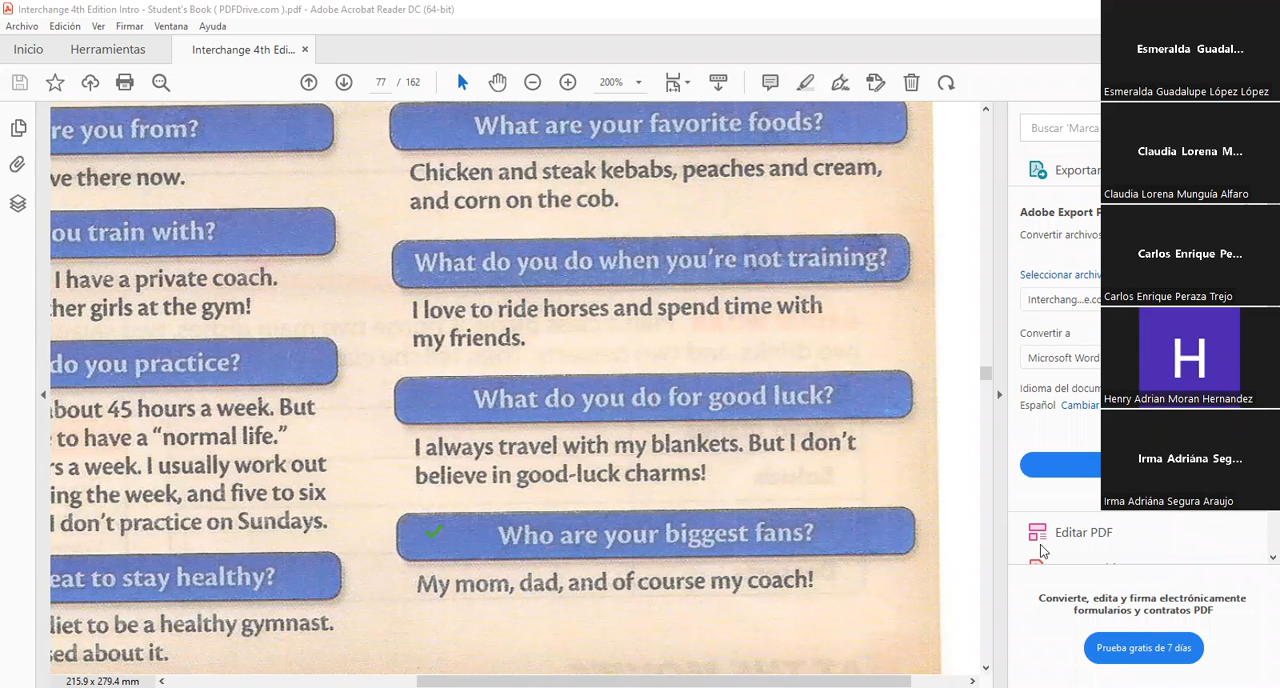 Interchange 4th Edition Intro - Student's Book ( PDFDrive.com ).pdf - Adobe Acrobat Reader DC (64-bit)
Archivo Edición Ver Firmar Ventana Ayuda
Inicio Herramientas Interchange 4th Edi... ×
77 / 162 200%
re you from?
ve there now.
ou train with?
I have a private coach.
her girls at the gym!
do you practice?
bout 45 hours a week. But
to have a “normal life.”
s a week. I usually work out
ing the week, and five to six
I don't practice on Sundays.
eat to stay healthy?
diet to be a healthy gymnast.
sed about it.
What are your favorite foods?
Chicken and steak kebabs, peaches and cream,
and corn on the cob.
What do you do when you're not training?
I love to ride horses and spend time with
my friends.
What do you do for good luck?
I always travel with my blankets. But I don't
believe in good-luck charms!
Who are your biggest fans?
My mom, dad, and of course my coach!
215.9 x 279.4 mm
Buscar 'Marca
Exportar
Adobe Export P
Convertir archivos
Seleccionar archiv
Interchang...e.co
Convertir a
Microsoft Word
Idioma del docum
Español Cambiar
Editar PDF
Convierte, edita y firma electrónicamente
formularios y contratos PDF
Prueba gratis de 7 días
Esmeralda Guadal...
Esmeralda Guadalupe López López
Claudia Lorena M...
Claudia Lorena Munguía Alfaro
Carlos Enrique Pe...
Carlos Enrique Peraza Trejo
H
Henry Adrian Moran Hernandez
Irma Adriána Seg...
Irma Adriána Segura Araujo